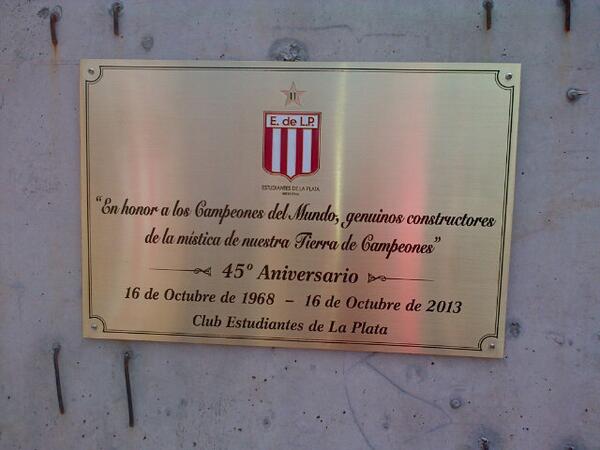 E. de L.P.
ESTUDIANTES DE LA PLATA
"En honor a los Campeones del Mundo, genuinos constructores
de la mística de nuestra Tierra de Campeones"
45º Aniversario
16 de Octubre de 1968 - 16 de Octubre de 2013
Club Estudiantes de La Plata